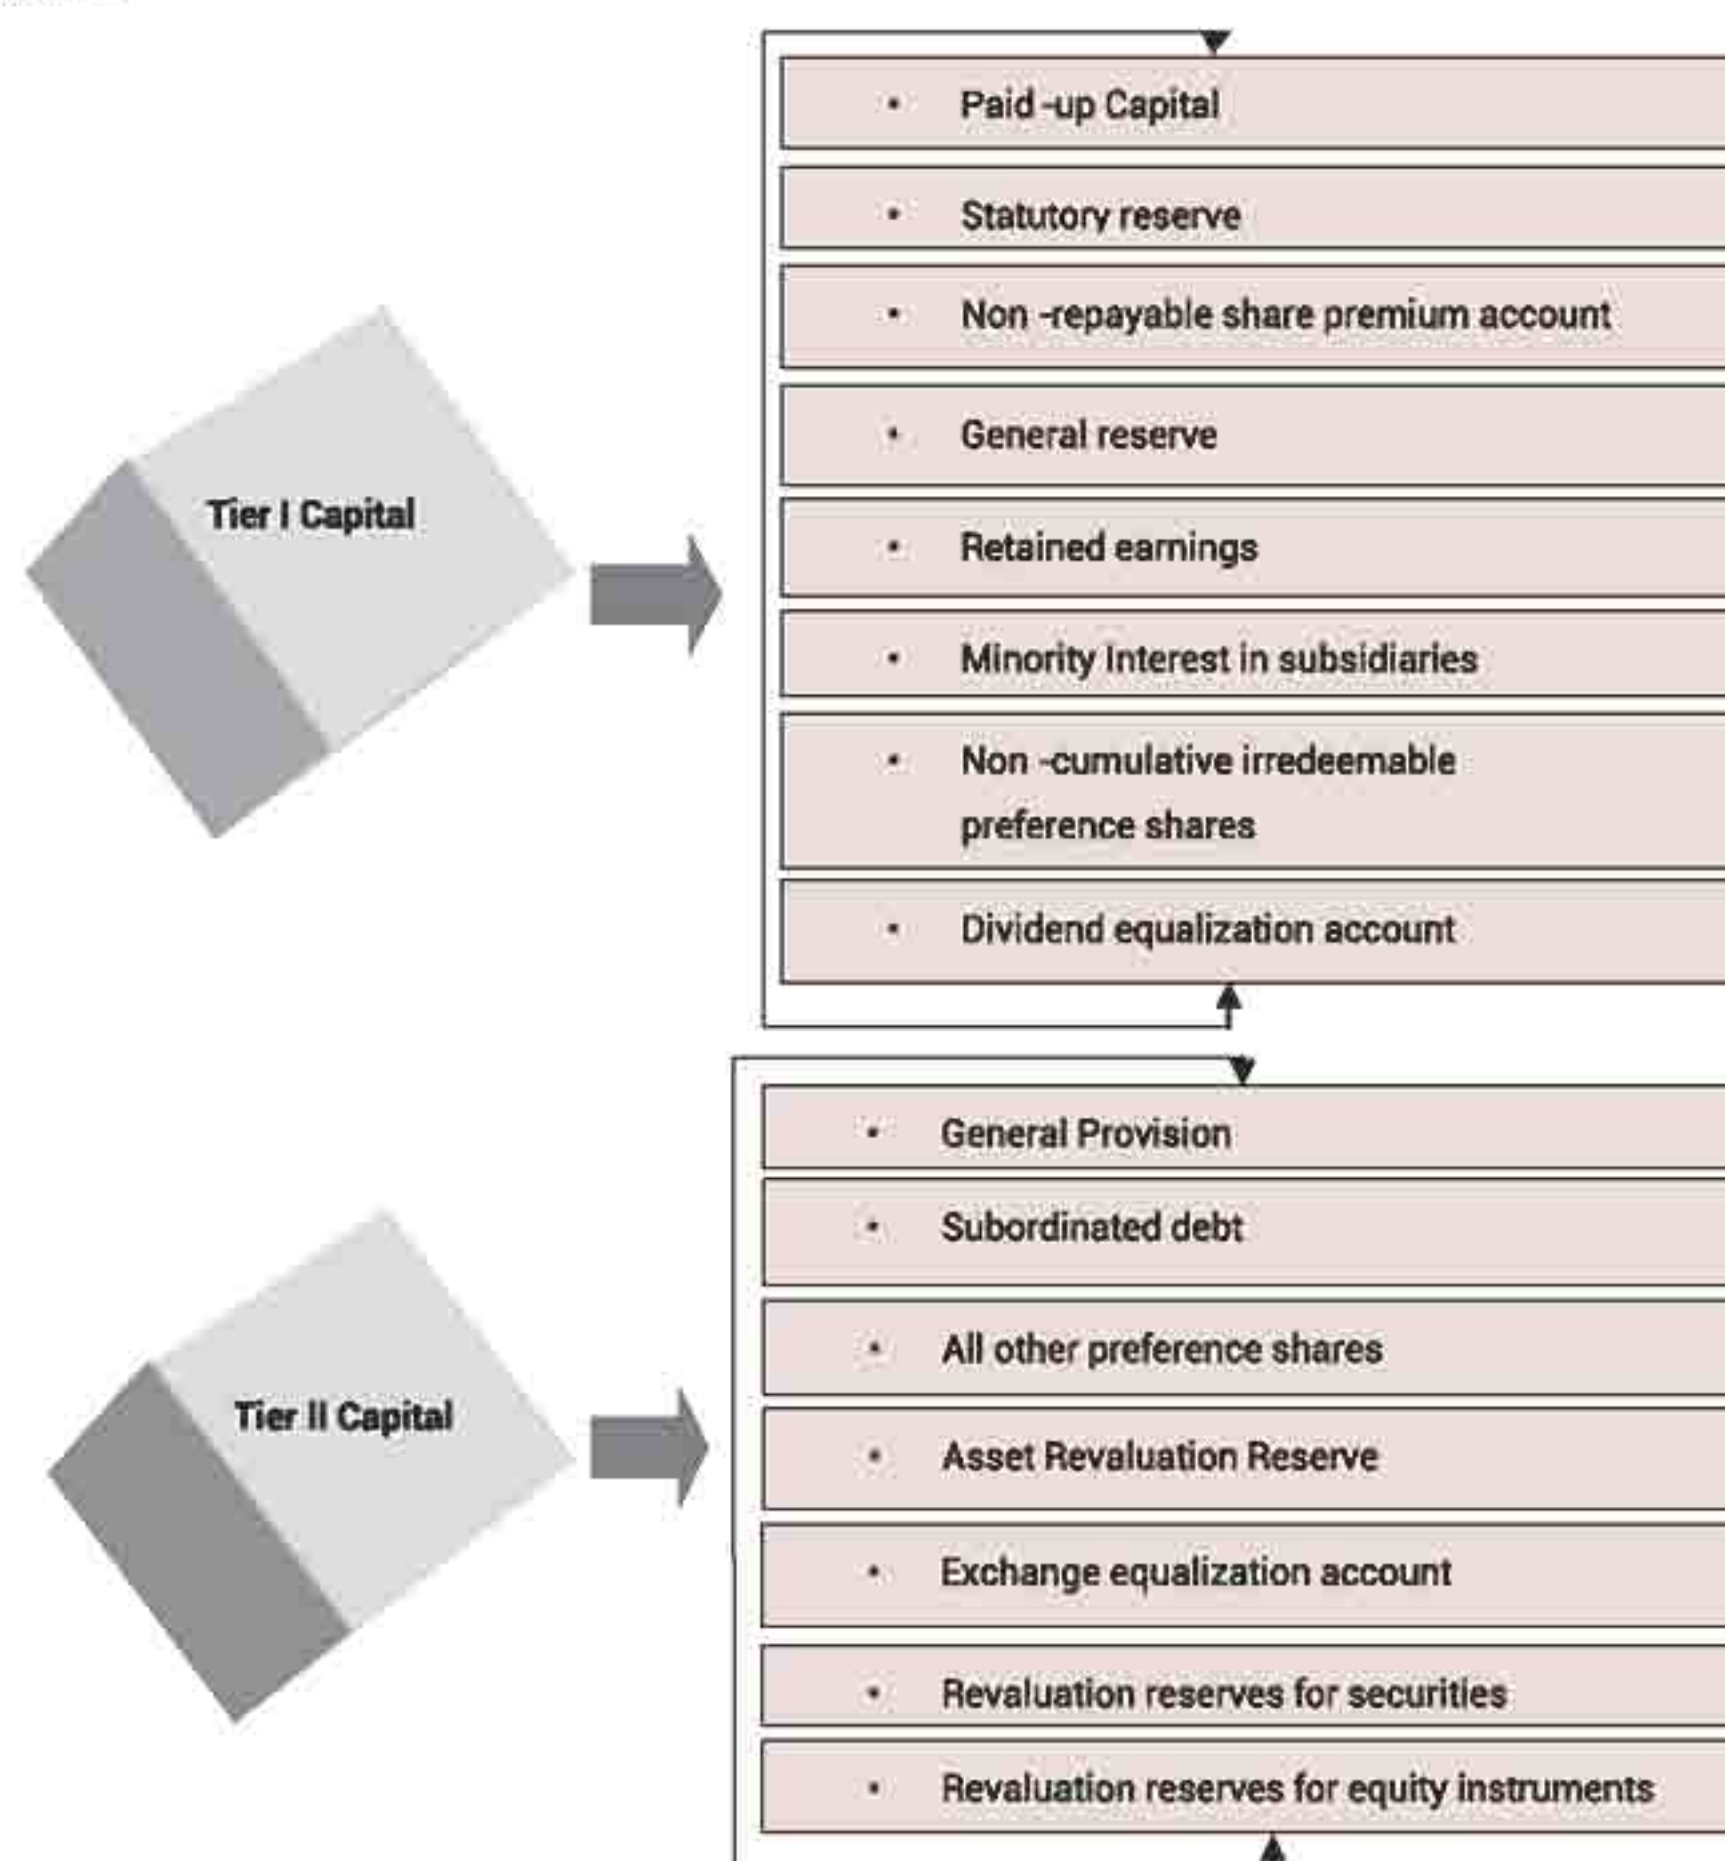 Tier I Capital
• Paid -up Capital
• Statutory reserve
• Non -repayable share premium account
• General reserve
• Retained earnings
• Minority Interest in subsidiaries
• Non -cumulative irredeemable
preference shares
• Dividend equalization account
Tier II Capital
• General Provision
• Subordinated debt
• All other preference shares
• Asset Revaluation Reserve
• Exchange equalization account
• Revaluation reserves for securities
• Revaluation reserves for equity instruments